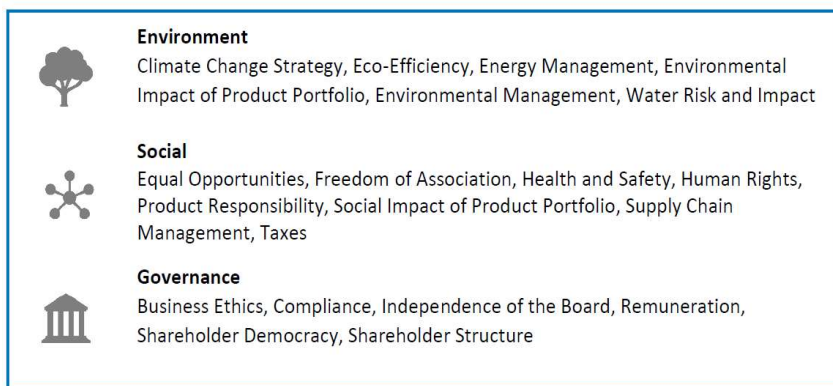 Environment
Climate Change Strategy, Eco-Efficiency, Energy Management, Environmental
Impact of Product Portfolio, Environmental Management, Water Risk and Impact
Social
Equal Opportunities, Freedom of Association, Health and Safety, Human Rights,
Product Responsibility, Social Impact of Product Portfolio, Supply Chain
Management, Taxes
Governance
Business Ethics, Compliance, Independence of the Board, Remuneration,
Shareholder Democracy, Shareholder Structure